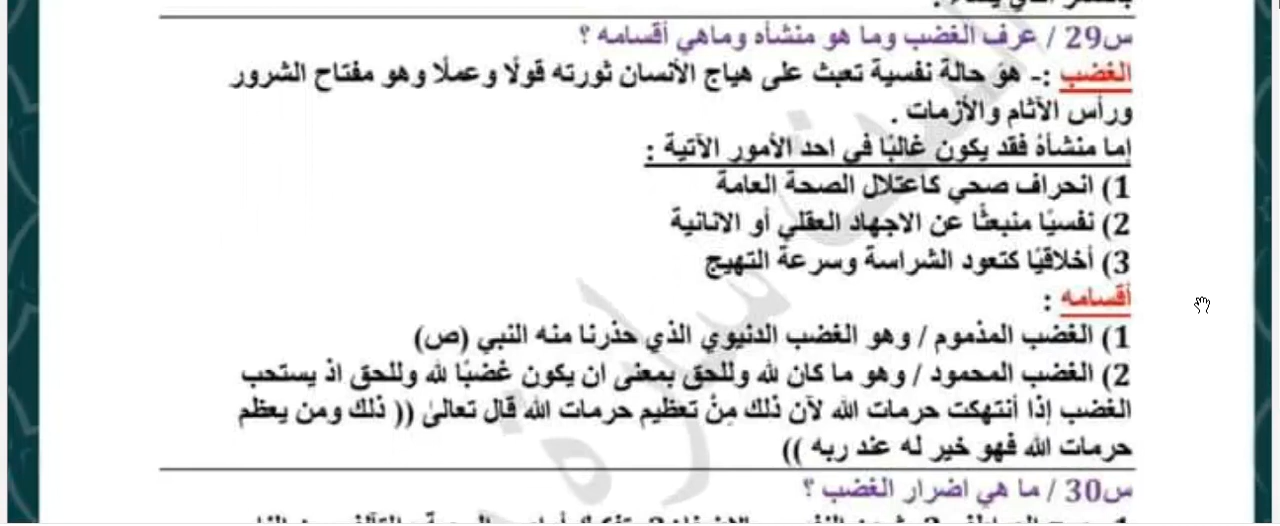 س29 / عرف الغضب وما هو منشأه وماهي أقسامه ؟
الغضب :- هو حالة نفسية تعبث على هياج الأنسان ثورته قولًا وعملًا وهو مفتاح الشرور
ورأس الآثام والأزمات .
إما منشأهُ فقد يكون غالبًا في احد الأمور الآتية :
1) انحراف صحي كاعتلال الصحة العامة
2) نفسيًا منبعثًا عن الاجهاد العقلي أو الانانية
3) أخلاقيًا كتعود الشراسة وسرعة التهيج
أقسامه :
1) الغضب المذموم / وهو الغضب الدنيوي الذي حذرنا منه النبي (ص)
2) الغضب المحمود / وهو ما كان لله وللحق بمعنى ان يكون غضبًا لله وللحق اذ يستحب
الغضب إذا أنتهكت حرمات الله لآن ذلك مِنْ تعظيم حرمات الله قال تعالىٰ (( ذلك ومن يعظم
حرمات الله فهو خير له عند ربه ))
س30 / ما هي اضرار الغضب ؟